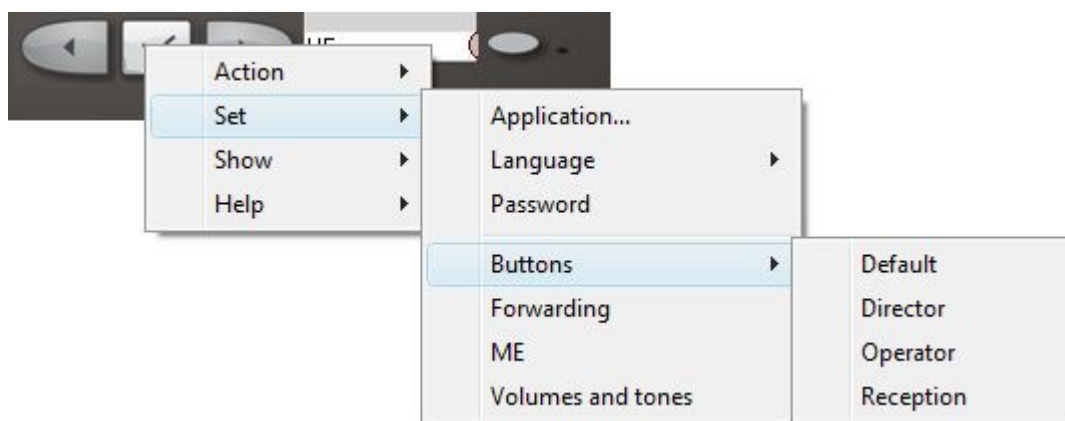 Action
Set
Show
Help
Application...
Language
Password
Buttons
Forwarding
ME
Volumes and tones
Default
Director
Operator
Reception